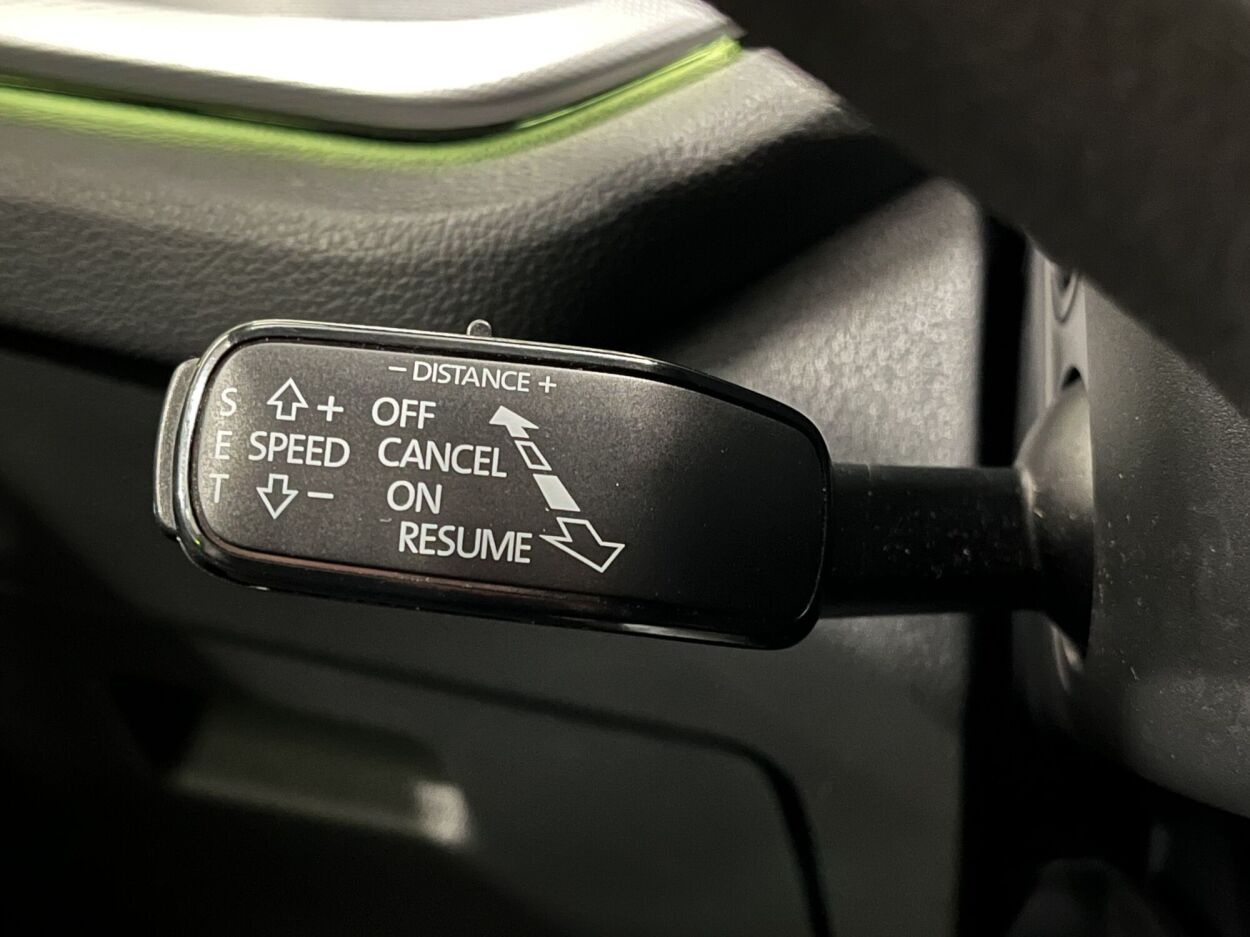 − DISTANCE +
S + OFF
E SPEED CANCEL
T − ON
RESUME